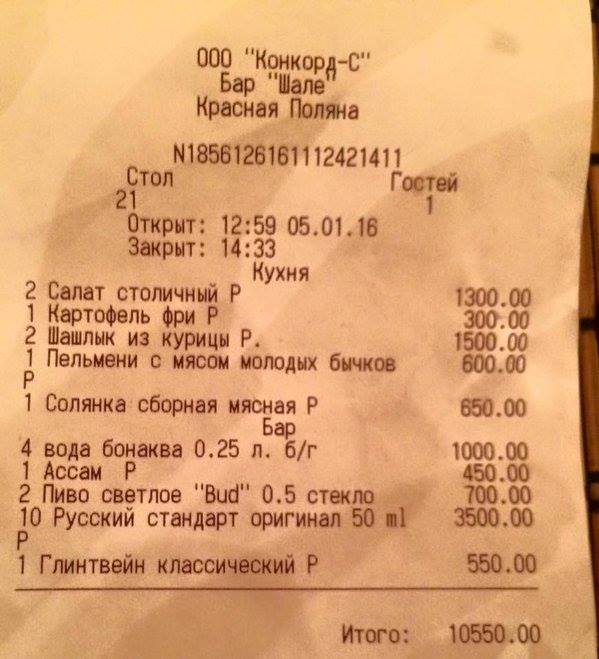 ООО "Конкорд-С"
Бар "Шале"
Красная Поляна
N1856126161112421411
Стол Гостей
21 1
Открыт: 12:59 05.01.16
Закрыт: 14:33
Кухня
2 Салат столичный Р 1300.00
1 Картофель фри Р 300.00
2 Шашлык из курицы Р. 1500.00
1 Пельмени с мясом молодых бычков 600.00
Р
1 Солянка сборная мясная Р 650.00
Бар
4 вода бонаква 0.25 л. б/г 1000.00
1 Ассам Р 450.00
2 Пиво светлое "Bud" 0.5 стекло 700.00
10 Русский стандарт оригинал 50 ml 3500.00
Р
1 Глинтвейн классический Р 550.00
Итого: 10550.00